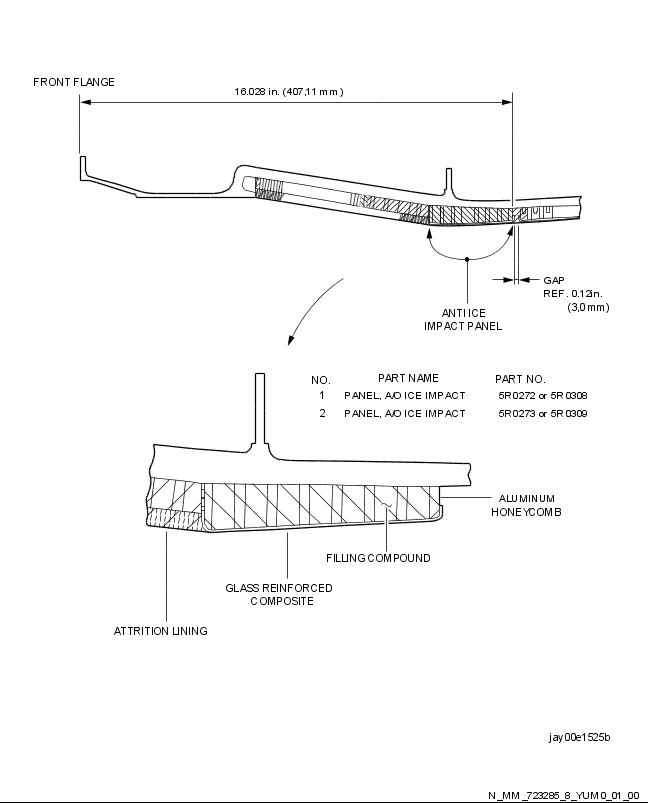 FRONT FLANGE
16.028 in. (407,11 mm)
GAP
REF. 0.12in.
(3,0 mm)
ANTI ICE
IMPACT PANEL
NO. PART NAME PART NO.
1 PANEL, A/O ICE IMPACT 5R0272 or 5R0308
2 PANEL, A/O ICE IMPACT 5R0273 or 5R0309
ALUMINUM
HONEYCOMB
FILLING COMPOUND
GLASS REINFORCED
COMPOSITE
ATTRITION LINING
jay00e1525b
N_MM_723285_8_YUM0_01_00